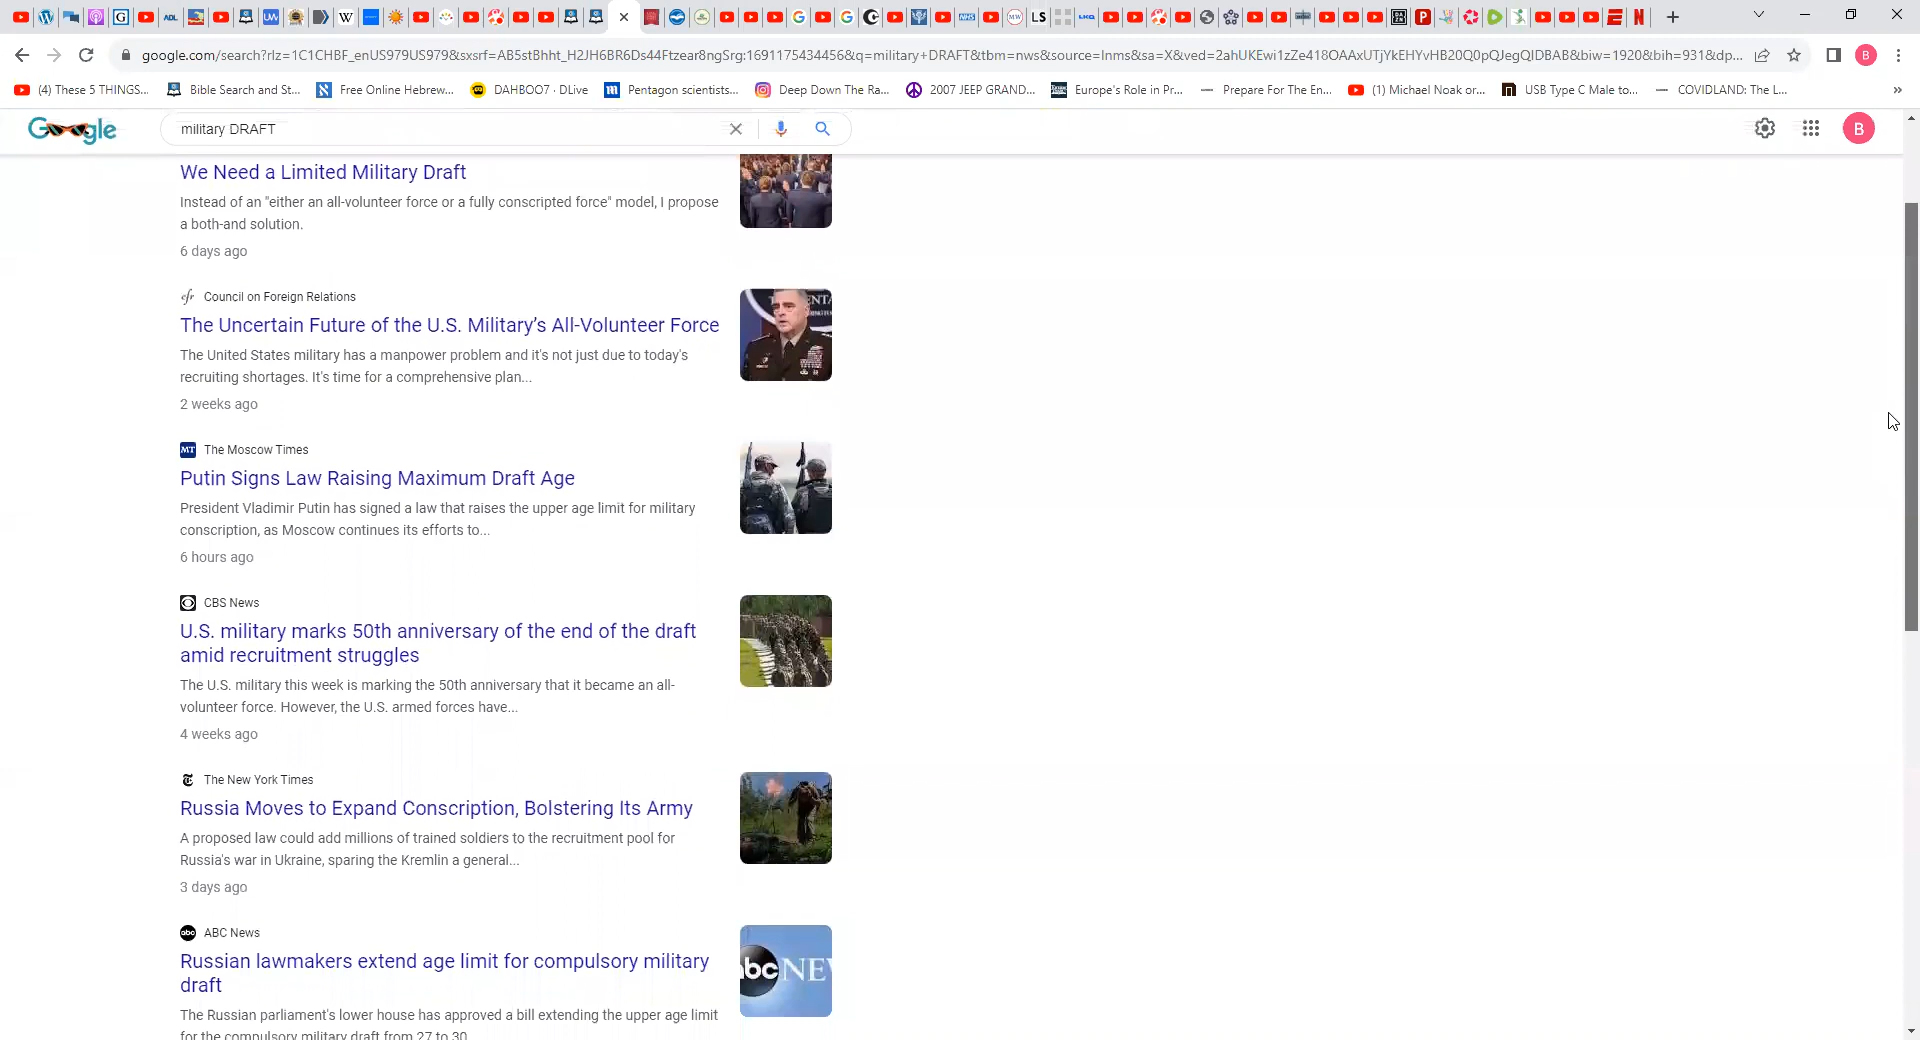 google.com/search?rlz=1C1CHBF_enUS979US979&sxsrf=AB5stBhht_H2JH6BR6Ds44Ftzear8ngSrg:1691175434456&q=military+DRAFT&tbm=nws&source=lnms&sa=X&ved=2ahUKEwi1zZe418OAAxUTjYkEHYvHB20Q0pQJegQIDBAB&biw=1920&bih=931&dp...
B
(4) These 5 THINGS...
Bible Search and St...
Free Online Hebrew...
DAHBOO7 · DLive
Pentagon scientists...
Deep Down The Ra...
2007 JEEP GRAND...
Europe's Role in Pr...
Prepare For The En...
(1) Michael Noak or...
USB Type C Male to...
COVIDLAND: The L...
»
Google
military DRAFT
B
We Need a Limited Military Draft
Instead of an "either an all-volunteer force or a fully conscripted force" model, I propose
a both-and solution.
6 days ago
cfr Council on Foreign Relations
The Uncertain Future of the U.S. Military’s All-Volunteer Force
The United States military has a manpower problem and it's not just due to today's
recruiting shortages. It's time for a comprehensive plan...
2 weeks ago
MT The Moscow Times
Putin Signs Law Raising Maximum Draft Age
President Vladimir Putin has signed a law that raises the upper age limit for military
conscription, as Moscow continues its efforts to...
6 hours ago
CBS News
U.S. military marks 50th anniversary of the end of the draft
amid recruitment struggles
The U.S. military this week is marking the 50th anniversary that it became an all-
volunteer force. However, the U.S. armed forces have...
4 weeks ago
The New York Times
Russia Moves to Expand Conscription, Bolstering Its Army
A proposed law could add millions of trained soldiers to the recruitment pool for
Russia's war in Ukraine, sparing the Kremlin a general...
3 days ago
abc ABC News
Russian lawmakers extend age limit for compulsory military
draft
The Russian parliament's lower house has approved a bill extending the upper age limit
for the compulsory military draft from 27 to 30